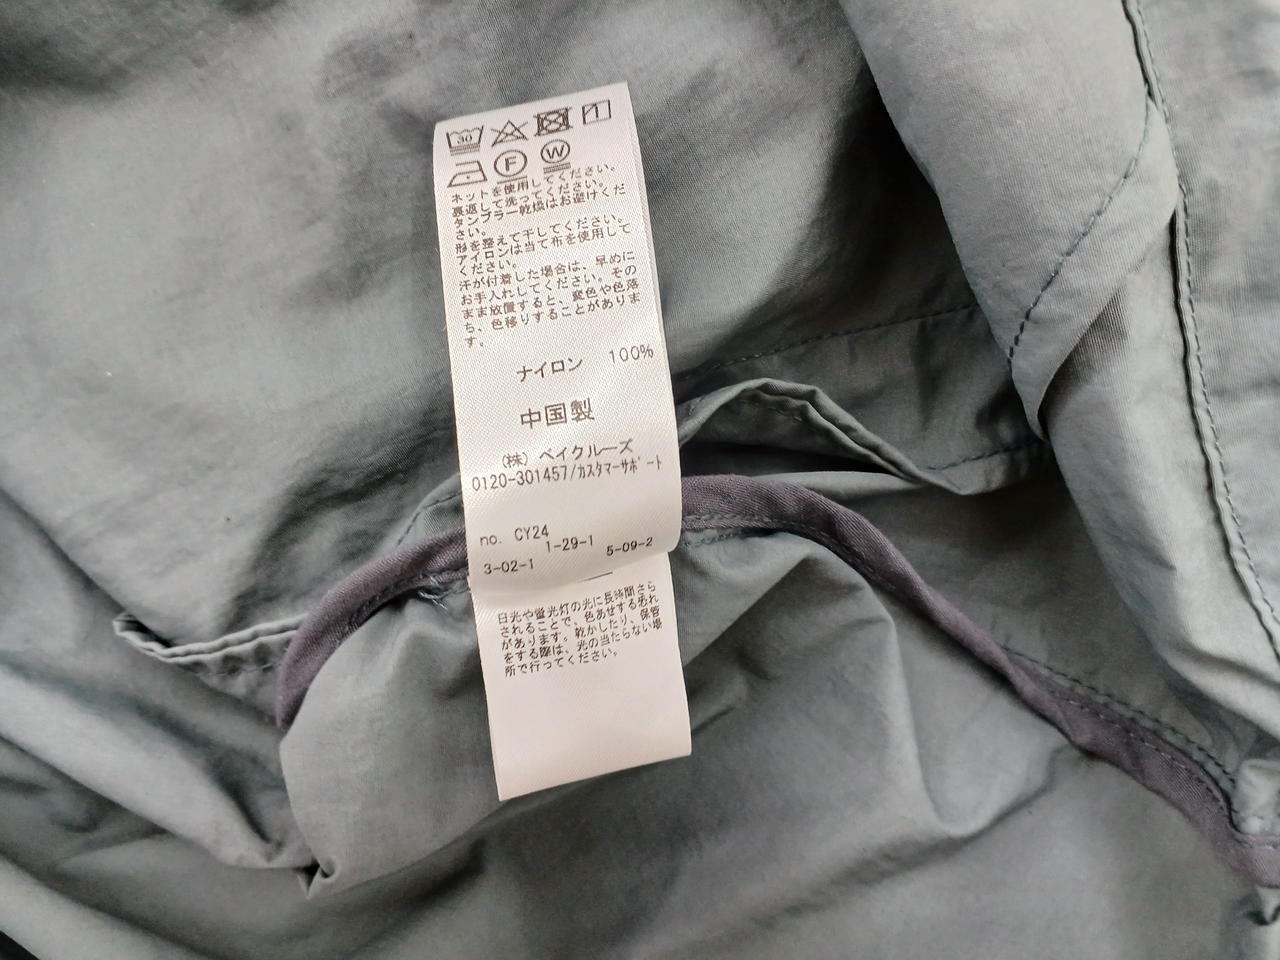 30
1
F
W
ネットを使用してください。
裏返して洗ってください。
タンブラー乾燥はお避けくだ
さい。
形を整えて干してください。
アイロンは当て布を使用して
ください。
汗が付着した場合は、早めに
お手入れしてください。その
まま放置すると、変色や色落
ち、色移りすることがありま
す。
ナイロン 100%
中国製
(株) ベイクルーズ
0120-301457/カスタマーサポート
no. CY24
1-29-1
5-09-2
3-02-1
日光や蛍光灯の光に長時間さら
されることで、色あせする恐れ
があります。乾かしたり、保管
をする際は、光の当たらない場
所で行ってください。